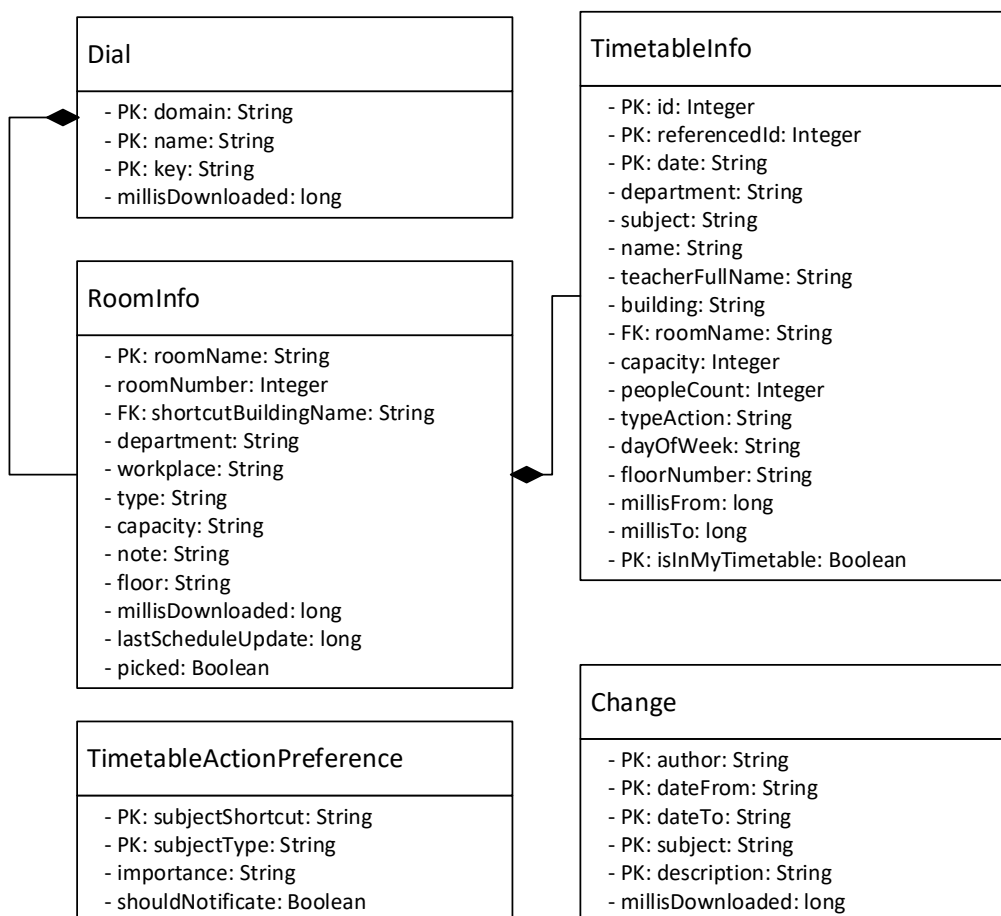 Dial
- PK: domain: String
- PK: name: String
- PK: key: String
- millisDownloaded: long
RoomInfo
- PK: roomName: String
- roomNumber: Integer
- FK: shortcutBuildingName: String
- department: String
- workplace: String
- type: String
- capacity: String
- note: String
- floor: String
- millisDownloaded: long
- lastScheduleUpdate: long
- picked: Boolean
TimetableActionPreference
- PK: subjectShortcut: String
- PK: subjectType: String
- importance: String
- shouldNotificate: Boolean
TimetableInfo
- PK: id: Integer
- PK: referencedId: Integer
- PK: date: String
- department: String
- subject: String
- name: String
- teacherFullName: String
- building: String
- FK: roomName: String
- capacity: Integer
- peopleCount: Integer
- typeAction: String
- dayOfWeek: String
- floorNumber: String
- millisFrom: long
- millisTo: long
- PK: isInMyTimetable: Boolean
Change
- PK: author: String
- PK: dateFrom: String
- PK: dateTo: String
- PK: subject: String
- PK: description: String
- millisDownloaded: long